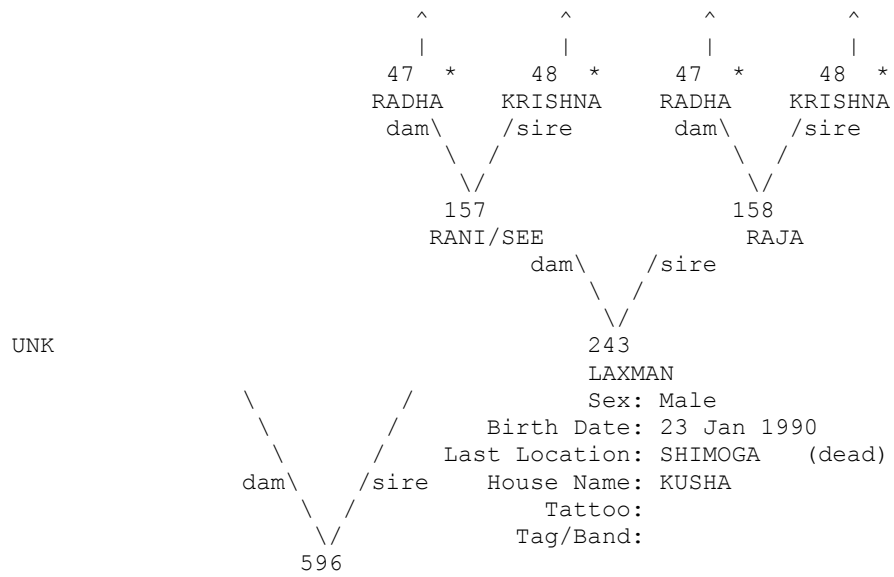 ^ ^ ^ ^
| | | |
47 * 48 * 47 * 48 *
RADHA KRISHNA RADHA KRISHNA
dam\ /sire dam\ /sire
\ / \ /
\/ \/
157 158
RANI/SEE RAJA
dam\ /sire
\ /
\/
UNK 243
LAXMAN
\ / Sex: Male
\ / Birth Date: 23 Jan 1990
\ / Last Location: SHIMOGA (dead)
dam\ /sire House Name: KUSHA
\ / Tattoo:
\/ Tag/Band:
596